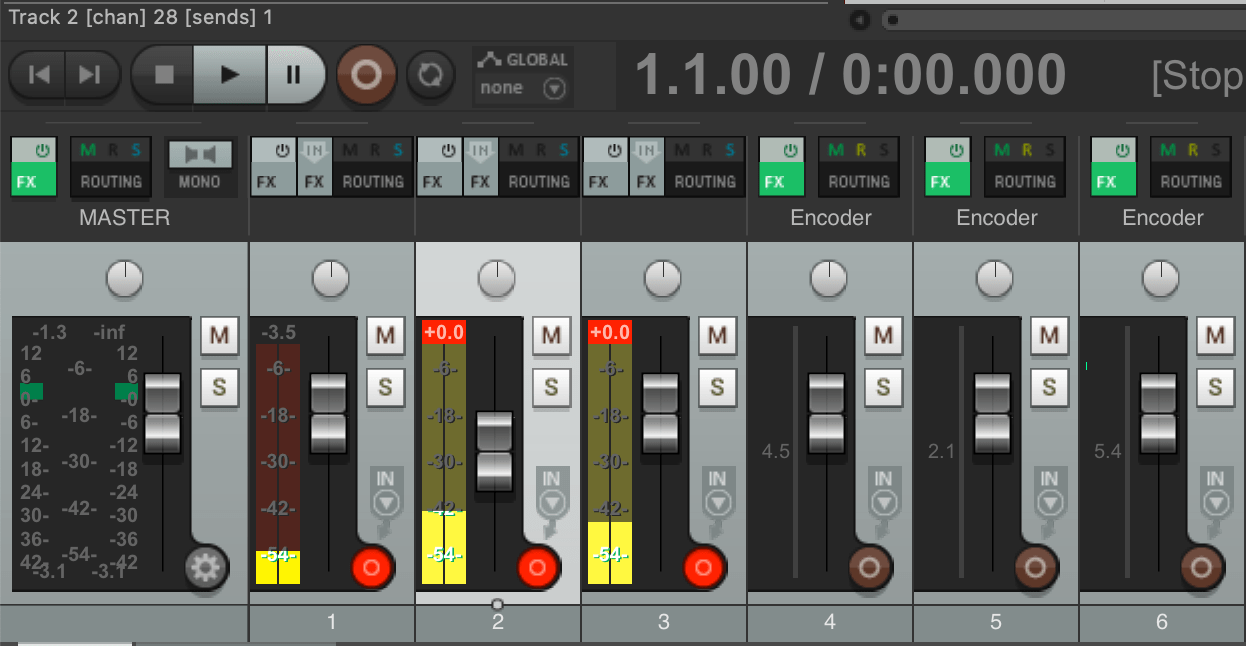 Track 2 [chan] 28 [sends] 1
GLOBAL
none
1.1.00 / 0:00.000
[Stop
M R S
IN M R S
IN M R S
IN M R S
M R S
M R S
M R S
FX ROUTING MONO
FX FX ROUTING
FX FX ROUTING
FX FX ROUTING
FX ROUTING
FX ROUTING
FX ROUTING
MASTER
Encoder
Encoder
Encoder
-1.3 -inf
12 12
6 -6- 6
0- -0
6- -18- -6
12- -12
18- -30- -18
24- -24
30- -42- -30
36- -36
42- -54- -42
-3.1 -3.1
M
S
-3.5
-6-
-18-
-30-
-42-
-54-
M
S
IN
+0.0
-6-
-18-
-30-
-42-
-54-
M
S
IN
+0.0
-6-
-18-
-30-
-42-
-54-
M
S
IN
4.5
M
S
IN
2.1
M
S
IN
5.4
M
S
IN
1
2
3
4
5
6